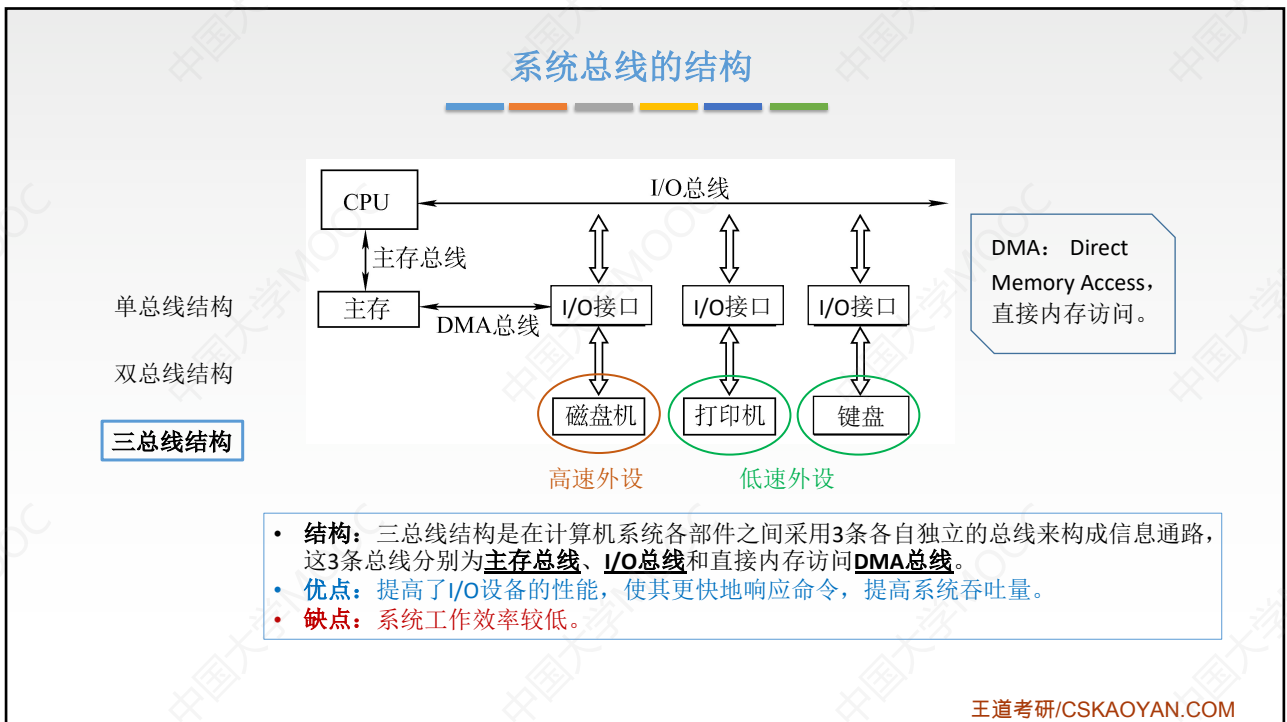 系统总线的结构
CPU
I/O总线
主存总线
主存
DMA总线
I/O接口
I/O接口
I/O接口
DMA: Direct
Memory Access,
直接内存访问。
单总线结构
双总线结构
三总线结构
磁盘机
打印机
键盘
高速外设
低速外设
• 结构：三总线结构是在计算机系统各部件之间采用3条各自独立的总线来构成信息通路，
这3条总线分别为主存总线、I/O总线和直接内存访问DMA总线。
• 优点：提高了I/O设备的性能，使其更快地响应命令，提高系统吞吐量。
• 缺点：系统工作效率较低。
王道考研/CSKAOYAN.COM
中国大学MOOC